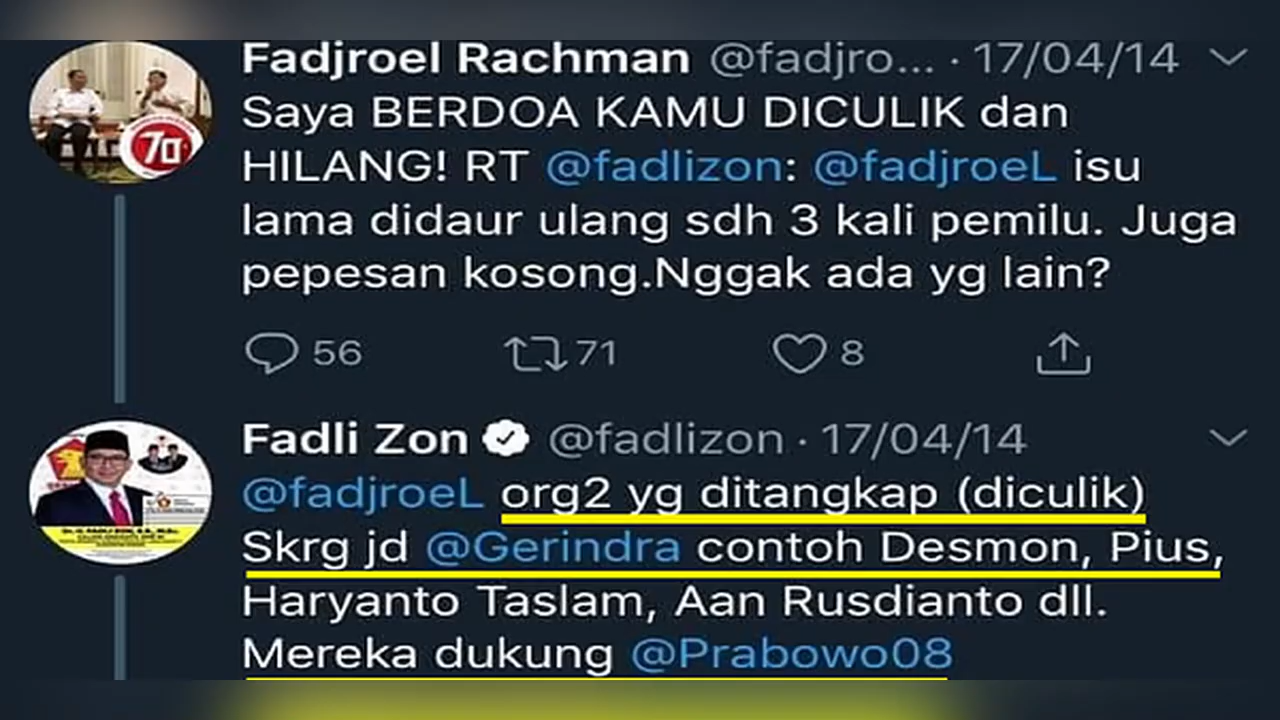 Fadjroel Rachman @fadjro... · 17/04/14
Saya BERDOA KAMU DICULIK dan
HILANG! RT @fadlizon: @fadjroeL isu
lama didaur ulang sdh 3 kali pemilu. Juga
pepesan kosong.Nggak ada yg lain?
56 71 8
Fadli Zon @fadlizon · 17/04/14
@fadjroeL org2 yg ditangkap (diculik)
Skrg jd @Gerindra contoh Desmon, Pius,
Haryanto Taslam, Aan Rusdianto dll.
Mereka dukung @Prabowo08
70